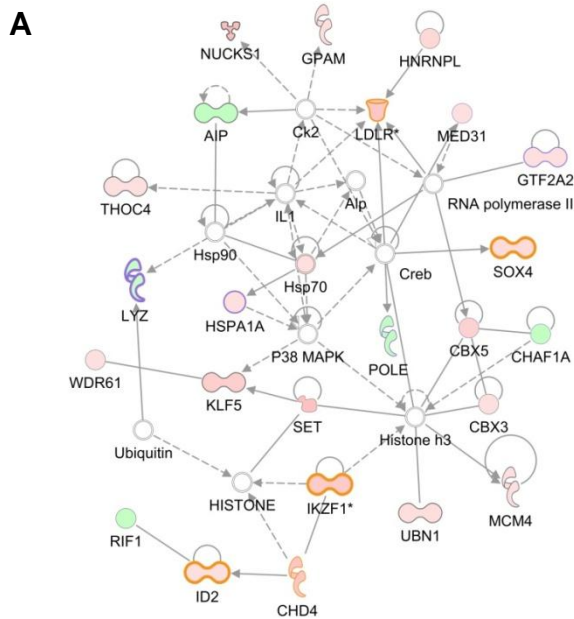 A
NUCKS1
GPAM
HNRNPL
AIP
Ck2
LDLR*
MED31
GTF2A2
THOC4
IL1
Alp
RNA polymerase II
Hsp90
Creb
SOX4
Hsp70
LYZ
HSPA1A
P38 MAPK
POLE
CBX5
CHAF1A
WDR61
KLF5
SET
CBX3
Ubiquitin
Histone h3
HISTONE
IKZF1*
MCM4
UBN1
RIF1
ID2
CHD4